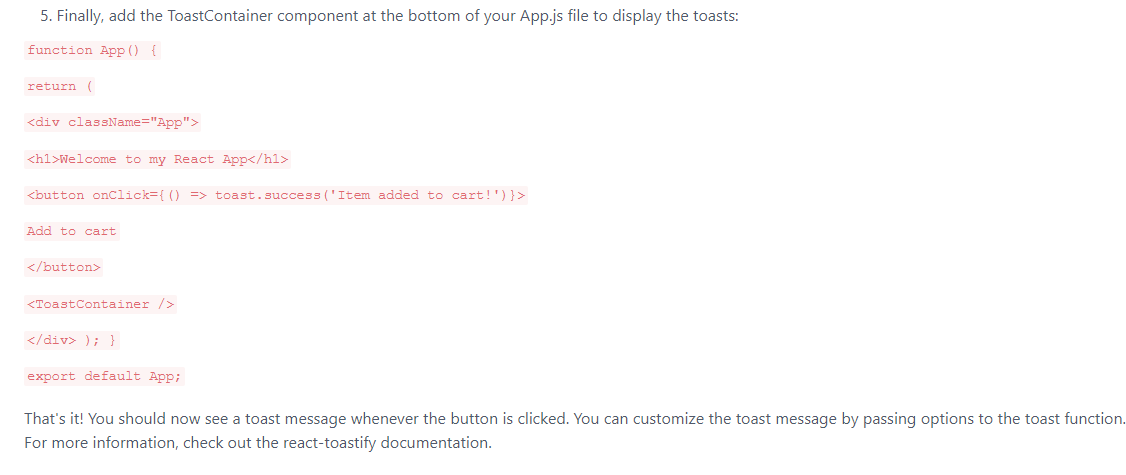 5. Finally, add the ToastContainer component at the bottom of your App.js file to display the toasts:
function App() {
return (
<div className="App">
<h1>Welcome to my React App</h1>
<button onClick={() => toast.success('Item added to cart!')}>
Add to cart
</button>
<ToastContainer />
</div> ); }
export default App;
That's it! You should now see a toast message whenever the button is clicked. You can customize the toast message by passing options to the toast function.
For more information, check out the react-toastify documentation.